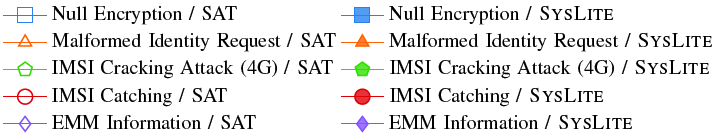 Null Encryption / SAT Null Encryption / SYSLITE
Malformed Identity Request / SAT Malformed Identity Request / SYSLITE
IMSI Cracking Attack (4G) / SAT IMSI Cracking Attack (4G) / SYSLITE
IMSI Catching / SAT IMSI Catching / SYSLITE
EMM Information / SAT EMM Information / SYSLITE